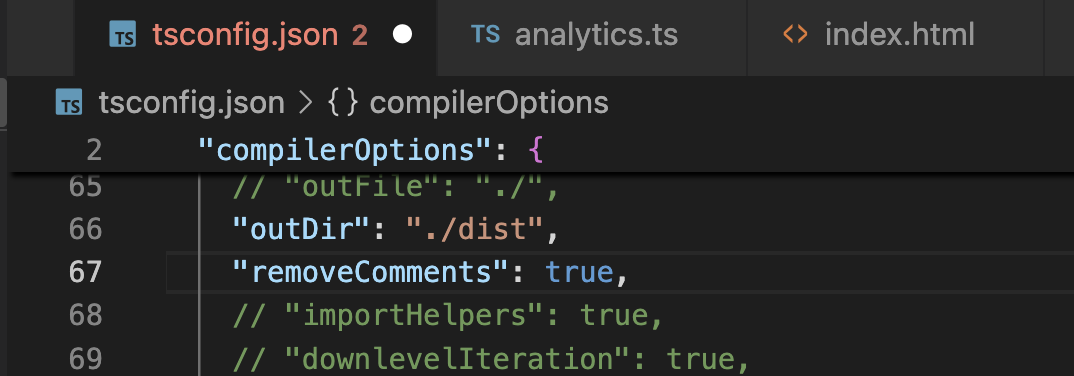 TS tsconfig.json 2 TS analytics.ts <> index.html
TS tsconfig.json > {} compilerOptions
2 "compilerOptions": {
65 // "outFile": "./",
66 "outDir": "./dist",
67 "removeComments": true,
68 // "importHelpers": true,
69 // "downlevelIteration": true,